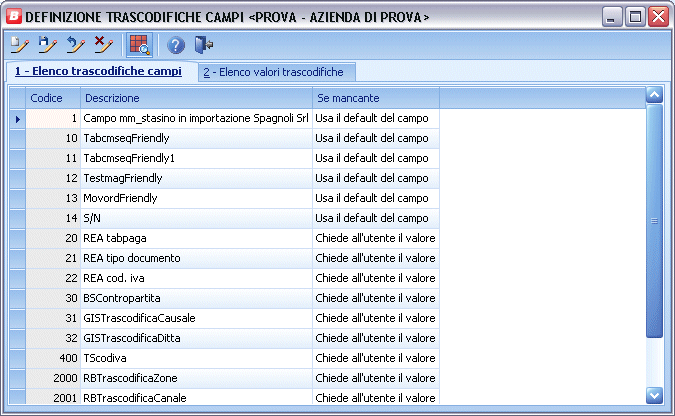 DEFINIZIONE TRASCODIFICHE CAMPI <PROVA - AZIENDA DI PROVA>
1 - Elenco trascodifiche campi 2 - Elenco valori trascodifiche
Codice Descrizione Se mancante
1 Campo mm_stasino in importazione Spagnoli Srl Usa il default del campo
10 TabcmseqFriendly Usa il default del campo
11 TabcmseqFriendly1 Usa il default del campo
12 TestmagFriendly Usa il default del campo
13 MovordFriendly Usa il default del campo
14 S/N Usa il default del campo
20 REA tabpaga Chiede all'utente il valore
21 REA tipo documento Chiede all'utente il valore
22 REA cod. iva Chiede all'utente il valore
30 BSContropartita Chiede all'utente il valore
31 GISTrascodificaCausale Chiede all'utente il valore
32 GISTrascodificaDitta Chiede all'utente il valore
400 TScodiva Chiede all'utente il valore
2000 RBTrascodificaZone Chiede all'utente il valore
2001 RBTrascodificaCanale Chiede all'utente il valore